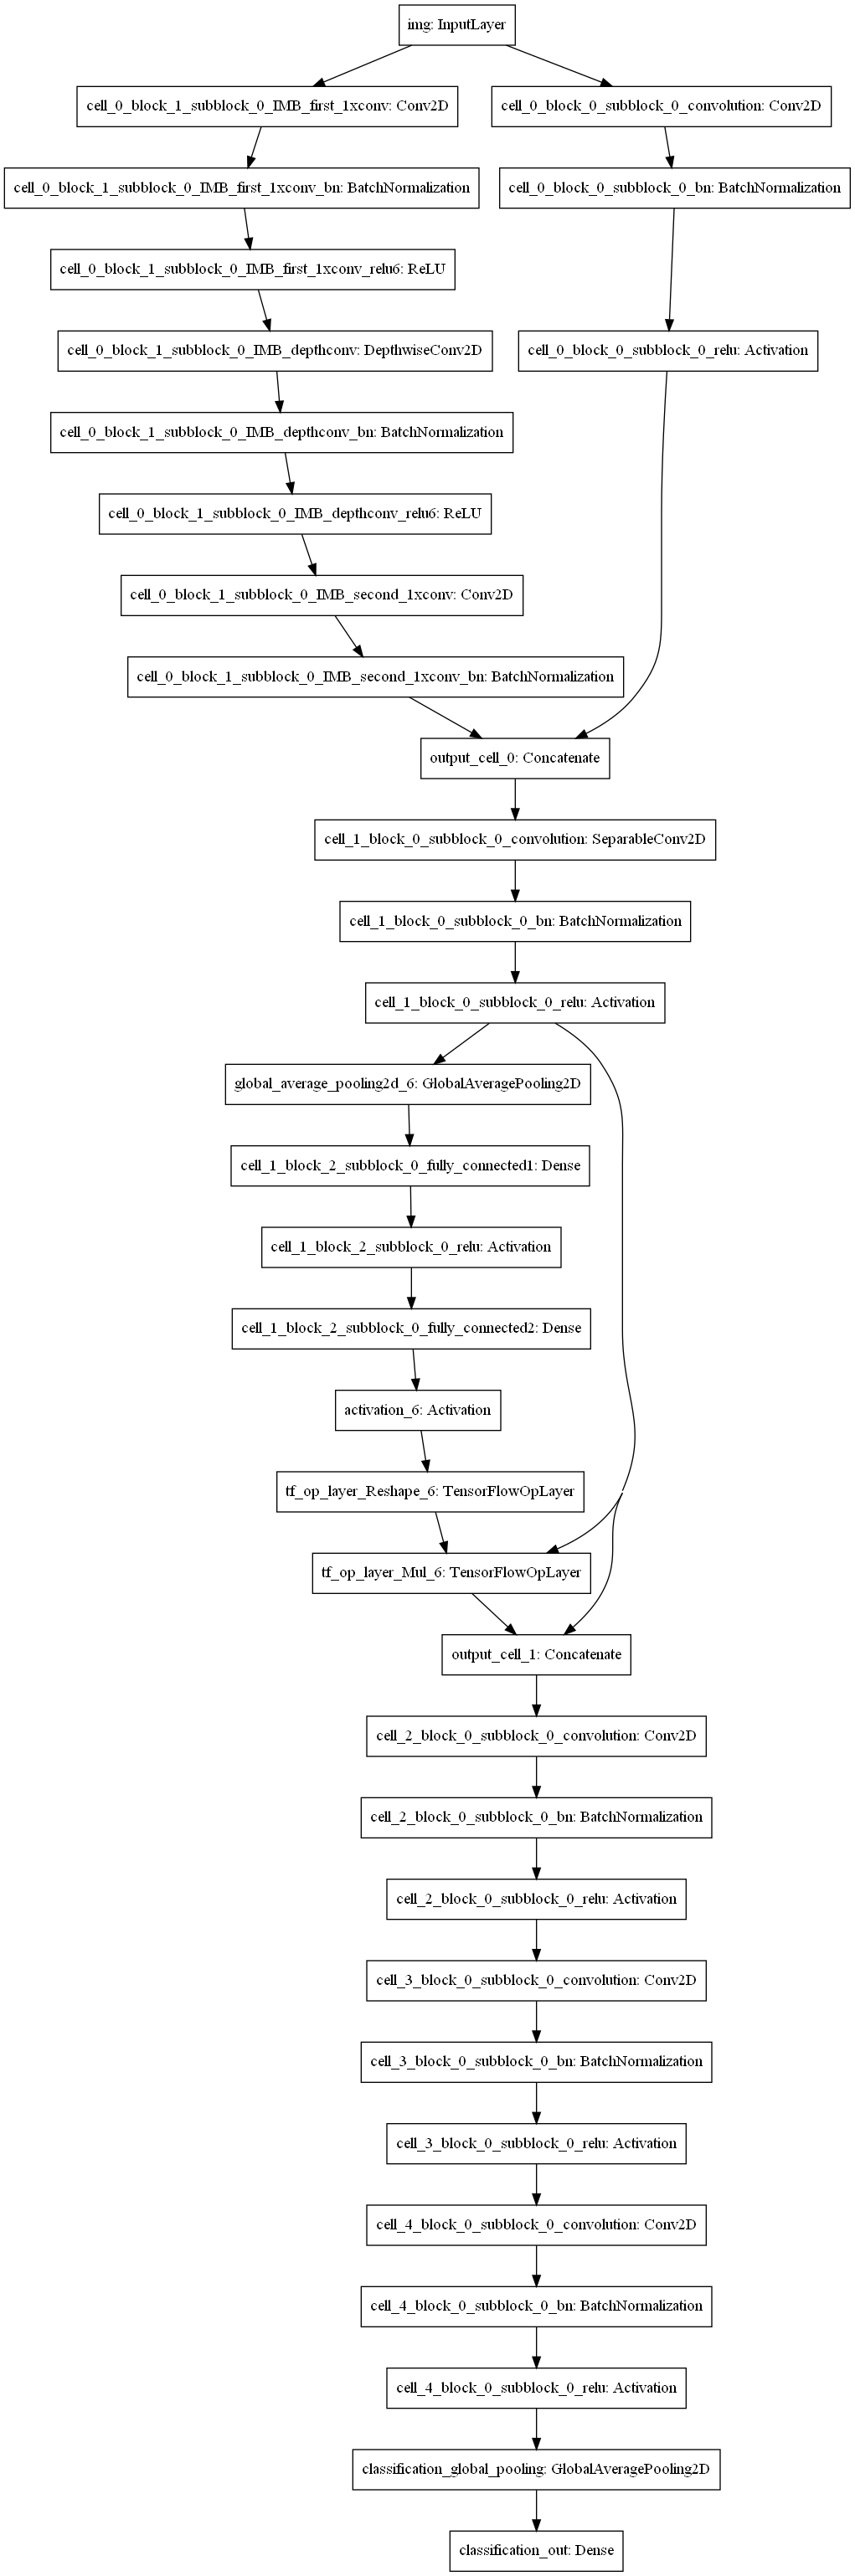 img: InputLayer
cell_0_block_1_subblock_0_IMB_first_1xconv: Conv2D
cell_0_block_0_subblock_0_convolution: Conv2D
cell_0_block_1_subblock_0_IMB_first_1xconv_bn: BatchNormalization
cell_0_block_0_subblock_0_bn: BatchNormalization
cell_0_block_1_subblock_0_IMB_first_1xconv_relu6: ReLU
cell_0_block_1_subblock_0_IMB_depthconv: DepthwiseConv2D
cell_0_block_0_subblock_0_relu: Activation
cell_0_block_1_subblock_0_IMB_depthconv_bn: BatchNormalization
cell_0_block_1_subblock_0_IMB_depthconv_relu6: ReLU
cell_0_block_1_subblock_0_IMB_second_1xconv: Conv2D
cell_0_block_1_subblock_0_IMB_second_1xconv_bn: BatchNormalization
output_cell_0: Concatenate
cell_1_block_0_subblock_0_convolution: SeparableConv2D
cell_1_block_0_subblock_0_bn: BatchNormalization
cell_1_block_0_subblock_0_relu: Activation
global_average_pooling2d_6: GlobalAveragePooling2D
cell_1_block_2_subblock_0_fully_connected1: Dense
cell_1_block_2_subblock_0_relu: Activation
cell_1_block_2_subblock_0_fully_connected2: Dense
activation_6: Activation
tf_op_layer_Reshape_6: TensorFlowOpLayer
tf_op_layer_Mul_6: TensorFlowOpLayer
output_cell_1: Concatenate
cell_2_block_0_subblock_0_convolution: Conv2D
cell_2_block_0_subblock_0_bn: BatchNormalization
cell_2_block_0_subblock_0_relu: Activation
cell_3_block_0_subblock_0_convolution: Conv2D
cell_3_block_0_subblock_0_bn: BatchNormalization
cell_3_block_0_subblock_0_relu: Activation
cell_4_block_0_subblock_0_convolution: Conv2D
cell_4_block_0_subblock_0_bn: BatchNormalization
cell_4_block_0_subblock_0_relu: Activation
classification_global_pooling: GlobalAveragePooling2D
classification_out: Dense